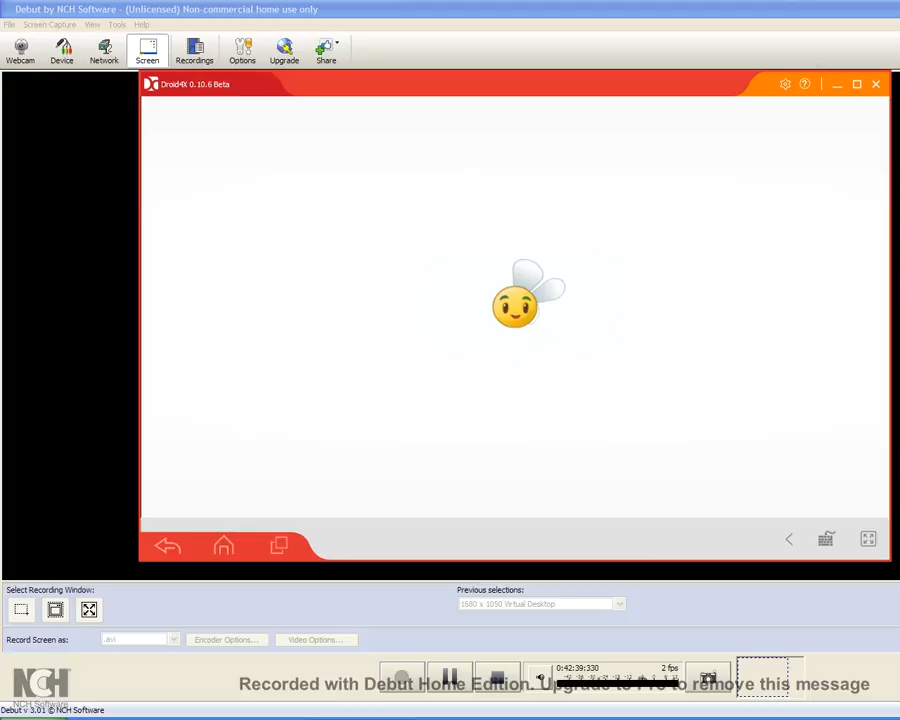 Debut by NCH Software - (Unlicensed) Non-commercial home use only
File Screen Capture View Tools Help
Webcam Device Network Screen Recordings Options Upgrade Share
Droid4X 0.10.6 Beta
Select Recording Window:
Previous selections:
1680 x 1050 Virtual Desktop
Record Screen as: .avi Encoder Options... Video Options...
0:42:39:330 2 fps
NCH
NCH Software
Recorded with Debut Home Edition. Upgrade to Pro to remove this message
Debut v 3.01 © NCH Software